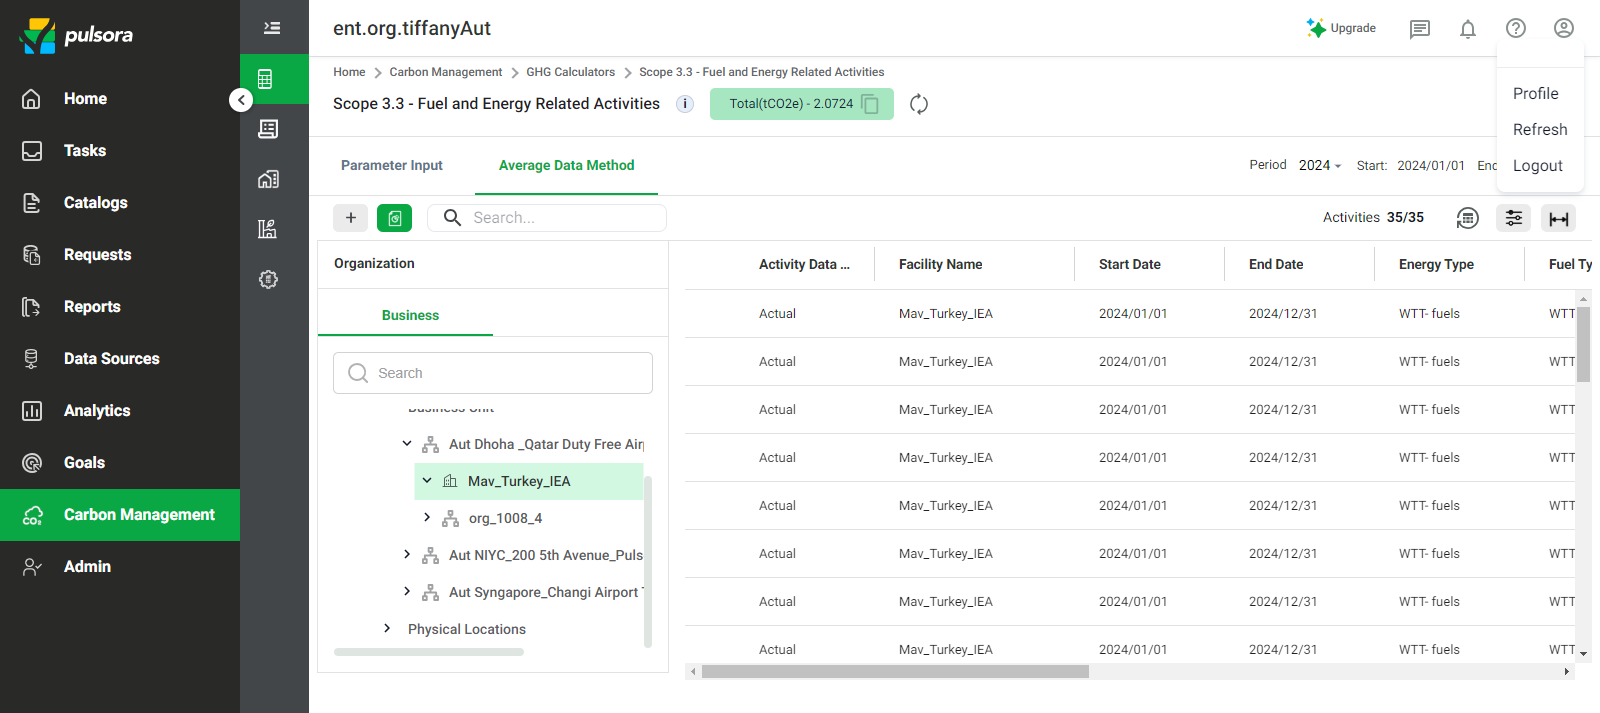 pulsora
Home
Tasks
Catalogs
Requests
Reports
Data Sources
Analytics
Goals
CO₂
Carbon Management
Admin
ent.org.tiffanyAut
Upgrade
Home > Carbon Management > GHG Calculators > Scope 3.3 - Fuel and Energy Related Activities
Scope 3.3 - Fuel and Energy Related Activities i Total(tCO2e) - 2.0724
Profile
Refresh
Logout
Parameter Input Average Data Method
Period 2024 Start: 2024/01/01 Enc
+ Search... Activities 35/35
Organization
Business
Search
Business Unit
Aut Dhoha _Qatar Duty Free Air
Mav_Turkey_IEA
org_1008_4
Aut NIYC_200 5th Avenue_Puls
Aut Syngapore_Changi Airport T
Physical Locations
Activity Data ... Facility Name Start Date End Date Energy Type Fuel Ty
Actual Mav_Turkey_IEA 2024/01/01 2024/12/31 WTT- fuels WTT
Actual Mav_Turkey_IEA 2024/01/01 2024/12/31 WTT- fuels WTT
Actual Mav_Turkey_IEA 2024/01/01 2024/12/31 WTT- fuels WTT
Actual Mav_Turkey_IEA 2024/01/01 2024/12/31 WTT- fuels WTT
Actual Mav_Turkey_IEA 2024/01/01 2024/12/31 WTT- fuels WTT
Actual Mav_Turkey_IEA 2024/01/01 2024/12/31 WTT- fuels WTT
Actual Mav_Turkey_IEA 2024/01/01 2024/12/31 WTT- fuels WTT
Actual Mav_Turkey_IEA 2024/01/01 2024/12/31 WTT- fuels WTT